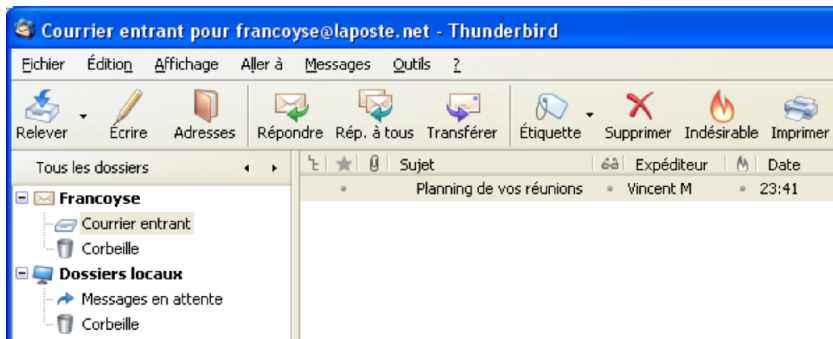 Courrier entrant pour francoyse@laposte.net - Thunderbird
Fichier Édition Affichage Aller à Messages Outils ?
Relever Écrire Adresses Répondre Rép. à tous Transférer Étiquette Supprimer Indésirable Imprimer
Tous les dossiers Sujet Expéditeur Date
Francoyse Planning de vos réunions Vincent M 23:41
Courrier entrant
Corbeille
Dossiers locaux
Messages en attente
Corbeille